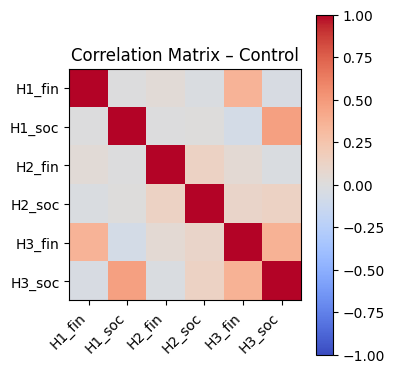 Correlation Matrix – Control
H1_fin
H1_soc
H2_fin
H2_soc
H3_fin
H3_soc
H1_fin
H1_soc
H2_fin
H2_soc
H3_fin
H3_soc
1.00
0.75
0.50
0.25
0.00
−0.25
−0.50
−0.75
−1.00